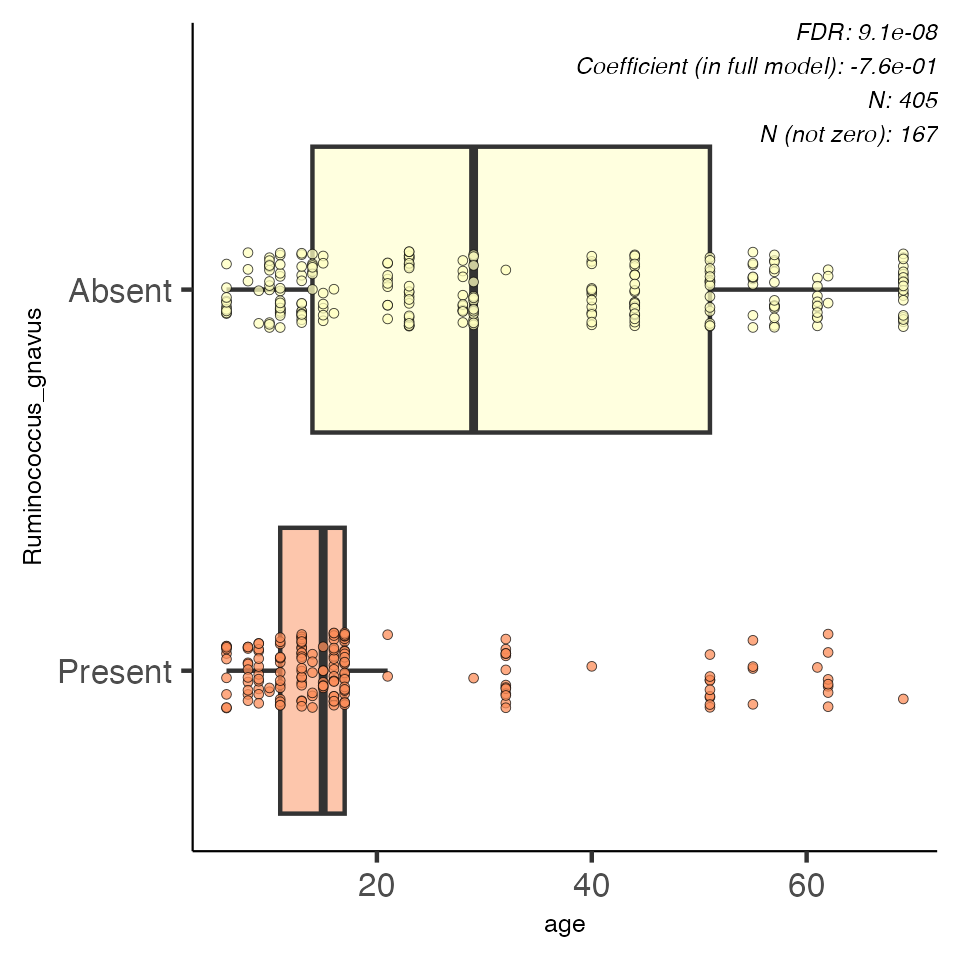 FDR: 9.1e-08
Coefficient (in full model): -7.6e-01
N: 405
N (not zero): 167
Ruminococcus_gnavus
Absent
Present
20
40
60
age